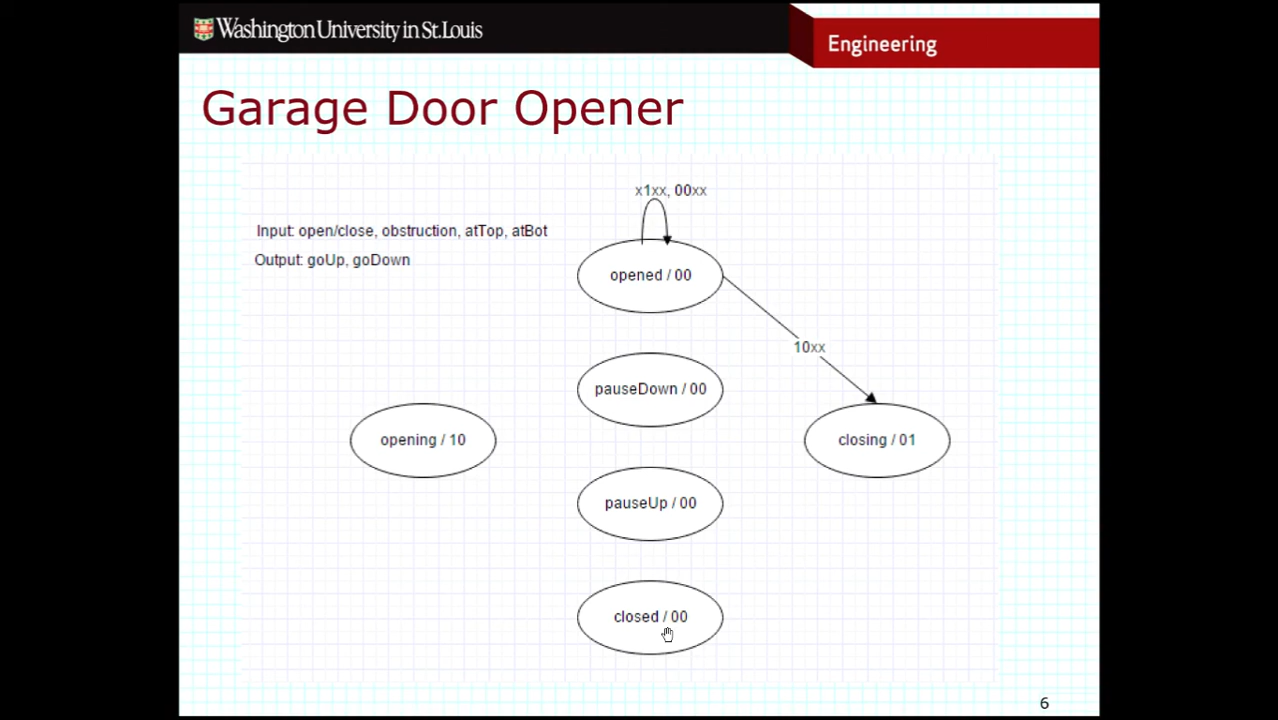 Washington University in St.Louis
Engineering
Garage Door Opener
x1xx, 00xx
Input: open/close, obstruction, atTop, atBot
Output: goUp, goDown
opened / 00
10xx
pauseDown / 00
opening / 10
closing / 01
pauseUp / 00
closed / 00
6